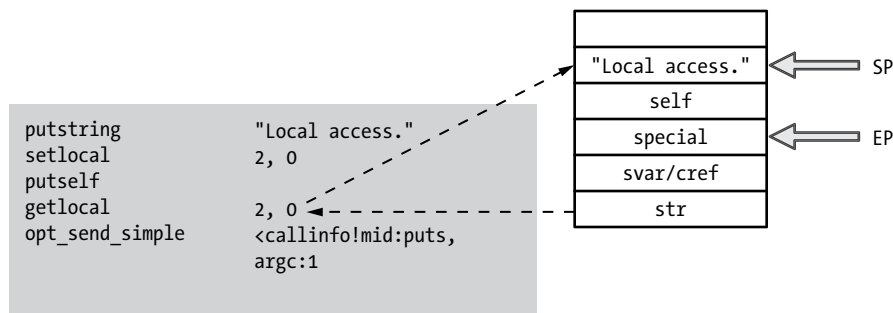 "Local access."
SP
self
special
EP
svar/cref
str
putstring "Local access."
setlocal 2, 0
putself
getlocal 2, 0
opt_send_simple <callinfo!mid:puts,
argc:1